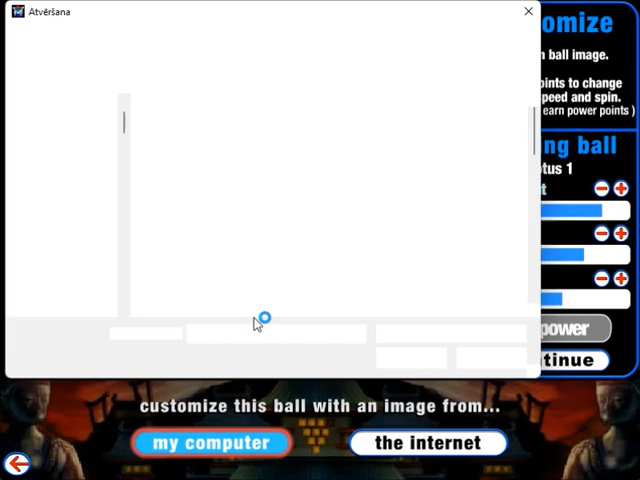 Atvēršana
omize
n ball image.
oints to change
peed and spin.
earn power points )
ng ball
otus 1
t
power
tinue
customize this ball with an image from...
my computer
the internet